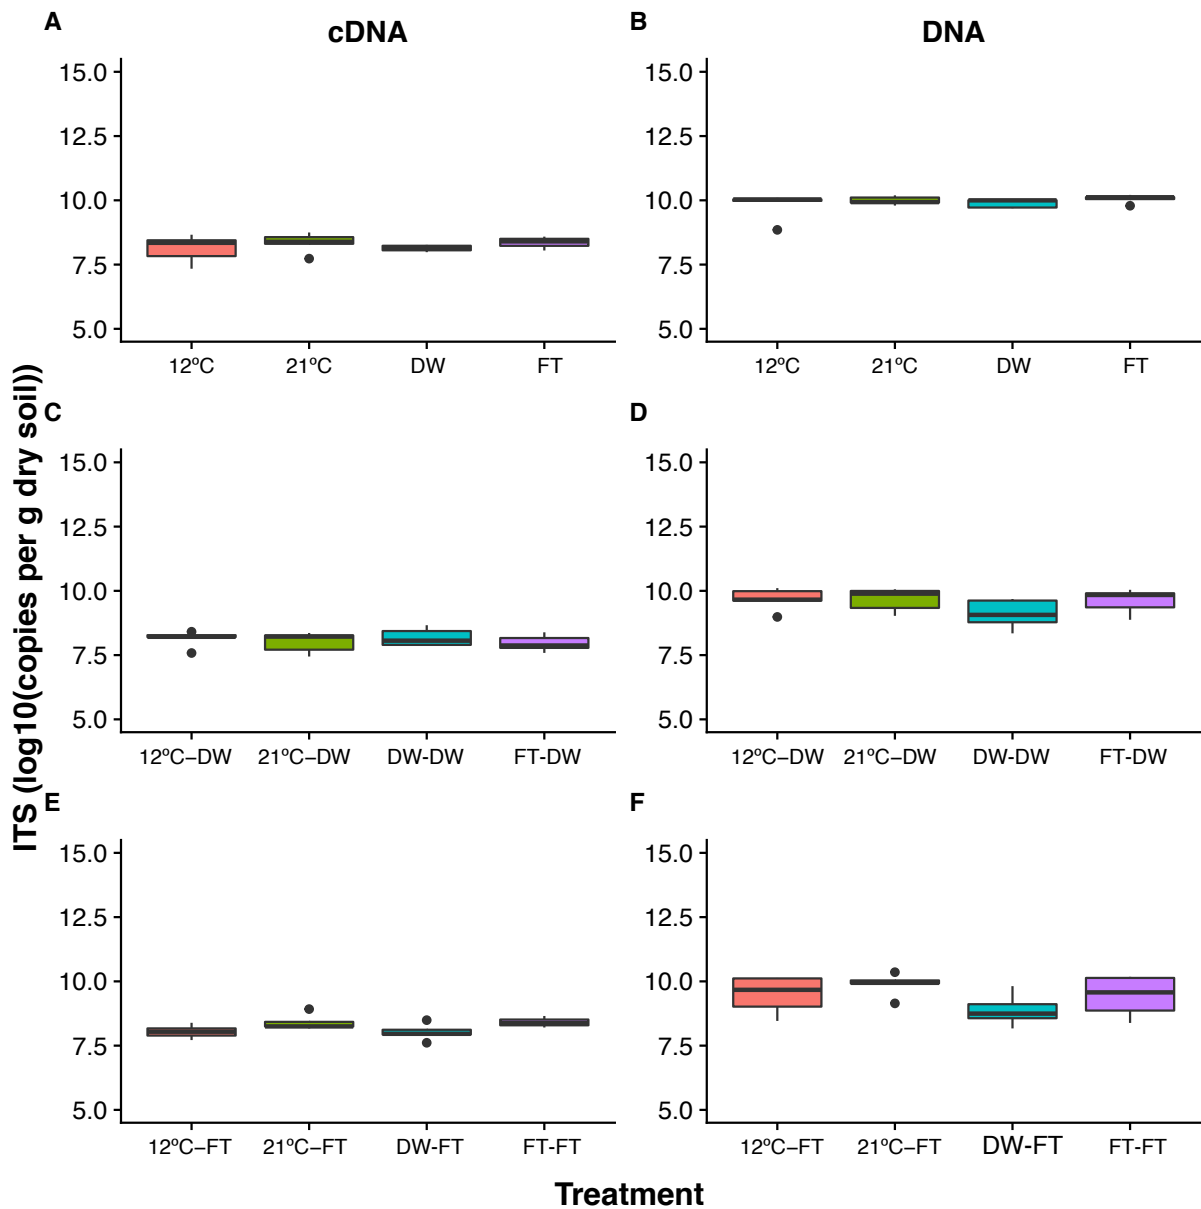 A
cDNA
15.0
12.5
10.0
7.5
5.0
12ºC 21ºC DW FT
B
DNA
15.0
12.5
10.0
7.5
5.0
12ºC 21ºC DW FT
ITS (log10(copies per g dry soil))
C
15.0
12.5
10.0
7.5
5.0
12ºC–DW 21ºC–DW DW-DW FT-DW
D
15.0
12.5
10.0
7.5
5.0
12ºC–DW 21ºC–DW DW-DW FT-DW
E
15.0
12.5
10.0
7.5
5.0
12ºC–FT 21ºC–FT DW-FT FT-FT
F
15.0
12.5
10.0
7.5
5.0
12ºC–FT 21ºC–FT DW-FT FT-FT
Treatment